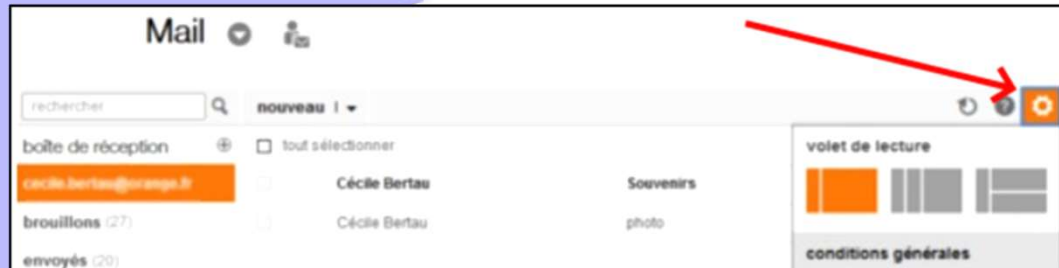 Mail
rechercher
nouveau
boîte de réception
tout sélectionner
volet de lecture
cecile.bertau@orange.fr
Cécile Bertau Souvenirs
brouillons (27)
Cécile Bertau photo
envoyés (20)
conditions générales